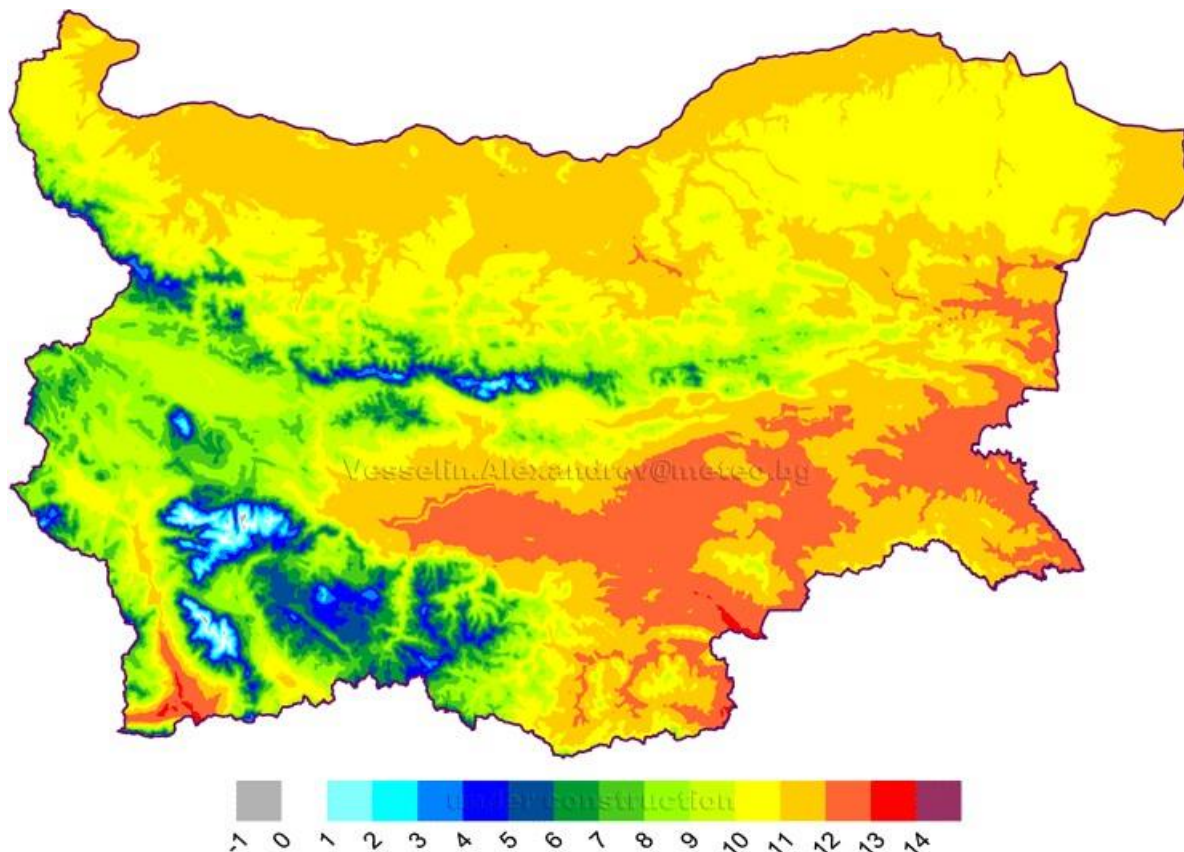 Vesselin.Alexandrov@meteo.bg
under construction
-1 0 1 2 3 4 5 6 7 8 9 10 11 12 13 14